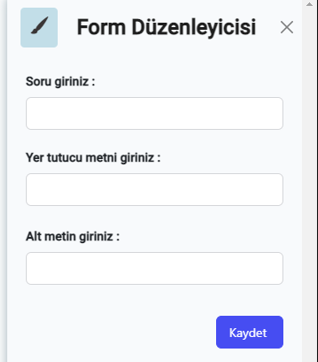 Form Düzenleyicisi
Soru giriniz :
Yer tutucu metni giriniz :
Alt metin giriniz :
Kaydet